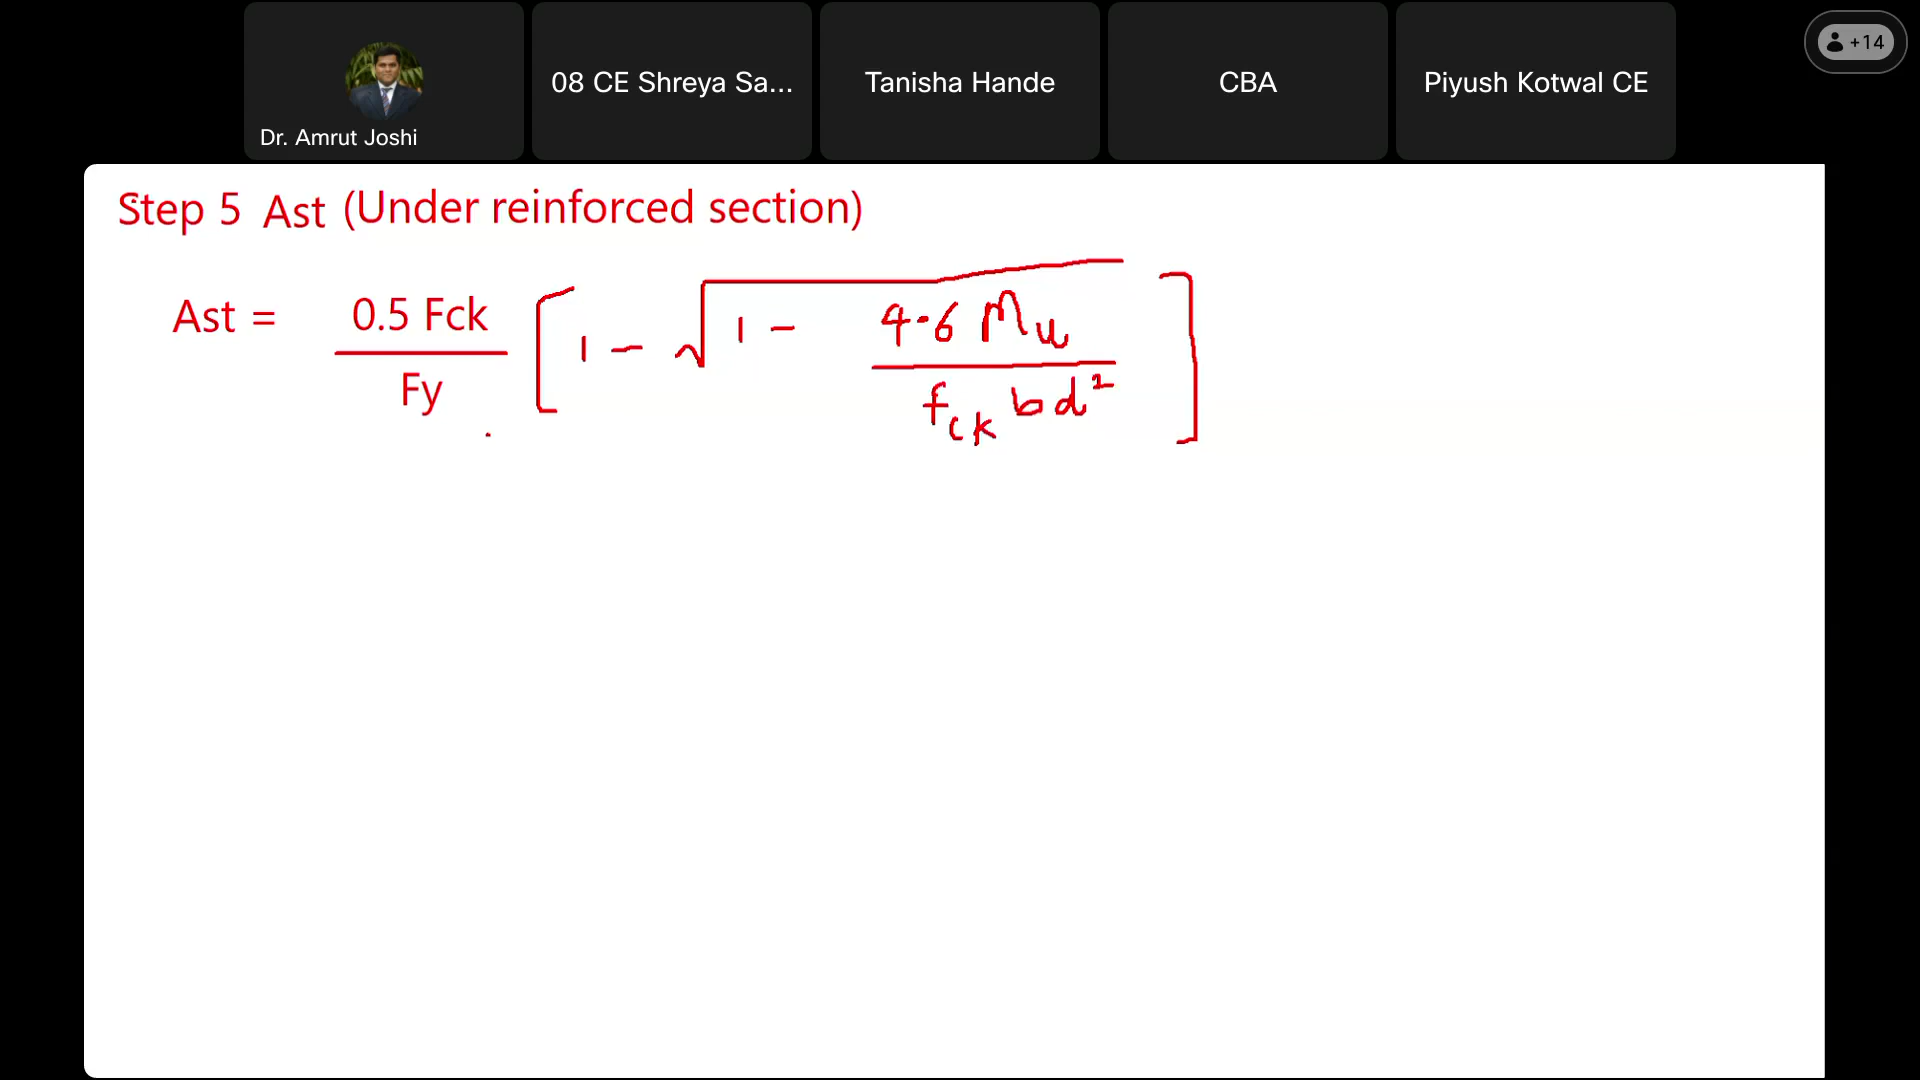 +14
08 CE Shreya Sa...
Tanisha Hande
CBA
Piyush Kotwal CE
Dr. Amrut Joshi
Step 5 Ast (Under reinforced section)
Ast = 0.5 Fck / Fy [ 1 - √ 1 - 4.6 Mu / fck bd² ]